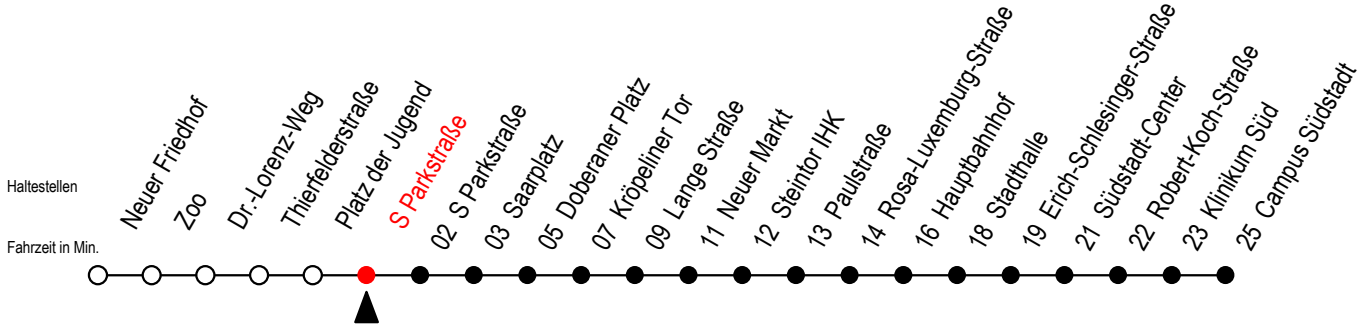 Haltestellen
Neuer Friedhof
Zoo
Dr.-Lorenz-Weg
Thierfelderstraße
Platz der Jugend
S Parkstraße
02 S Parkstraße
03 Saarplatz
05 Doberaner Platz
07 Kröpeliner Tor
09 Lange Straße
11 Neuer Markt
12 Steintor IHK
13 Paulstraße
14 Rosa-Luxemburg-Straße
16 Hauptbahnhof
18 Stadthalle
19 Erich-Schlesinger-Straße
21 Südstadt-Center
22 Robert-Koch-Straße
23 Klinikum Süd
25 Campus Südstadt
Fahrzeit in Min.